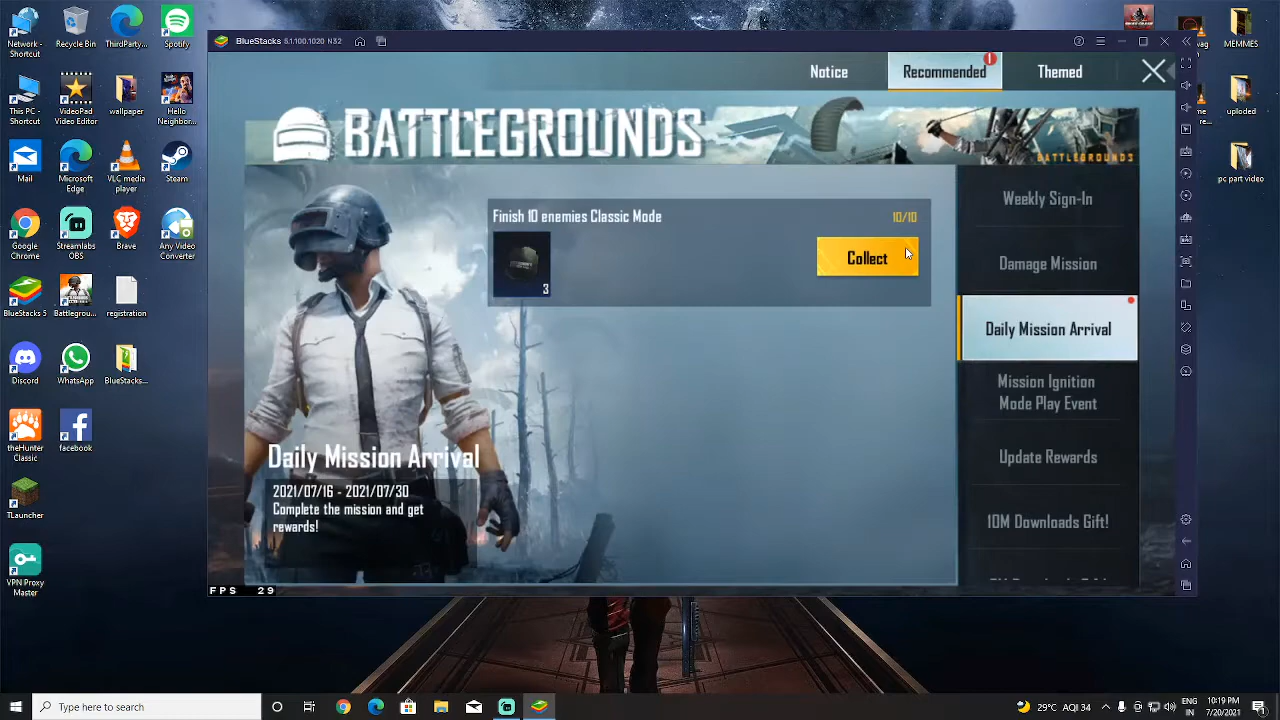 Network Shortcut
Spotify
This PC - Shortcut
VideoPad Editor
wallpaper
Hello Neighbor...
Mail
Microsoft Edge
VLC media player
Steam
Google Chrome
Streamlabs OBS
Brave
Any Video Converter
BlueStacks 5
Battlegrou...
registration
Discord
WhatsApp
BlueStacks...
theHunter Classic
facebook
TLauncher
VPN Proxy Master
BlueStacks 5.1.100.1020 N32
Notice
Recommended
1
Themed
BATTLEGROUNDS
BATTLEGROUNDS
Finish 10 enemies Classic Mode
10/10
3
Collect
Daily Mission Arrival
2021/07/16 - 2021/07/30
Complete the mission and get
rewards!
Weekly Sign-In
Damage Mission
Daily Mission Arrival
Mission Ignition
Mode Play Event
Update Rewards
10M Downloads Gift!
FPS 29
MEMMES
uploded
pc part video
Type here to search
29°C AQI 34
ENG
IN
10:19 PM
7/20/2021